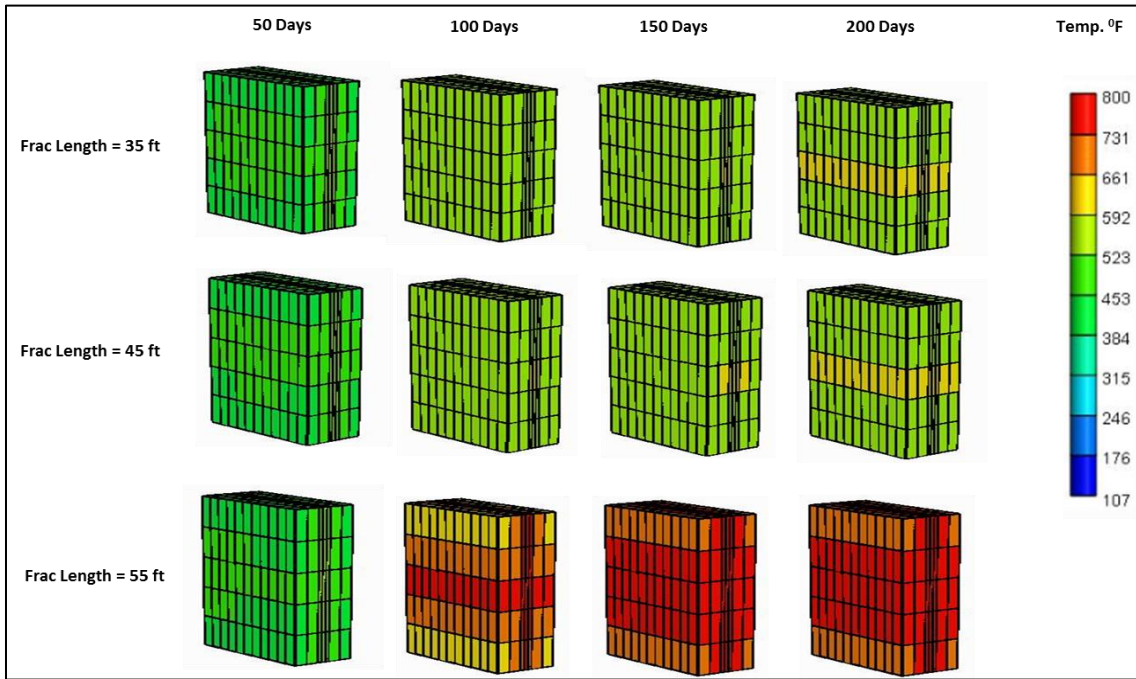 50 Days
100 Days
150 Days
200 Days
Temp. ⁰F
Frac Length = 35 ft
Frac Length = 45 ft
Frac Length = 55 ft
800
731
661
592
523
453
384
315
246
176
107